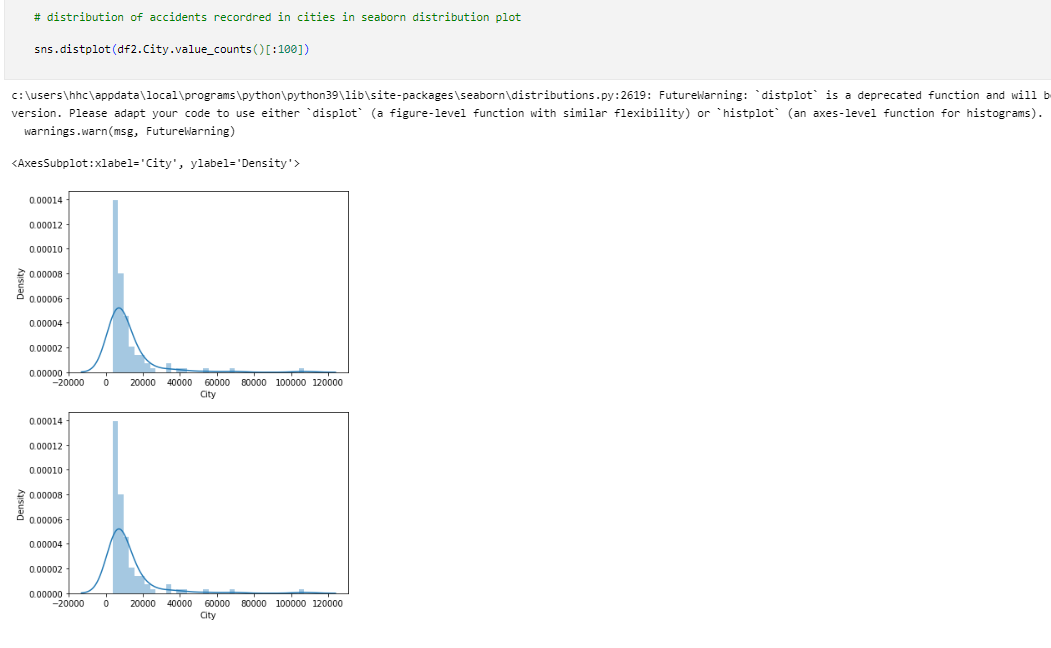 # distribution of accidents recordred in cities in seaborn distribution plot
sns.distplot(df2.City.value_counts()[:100])
c:\users\hhc\appdata\local\programs\python\python39\lib\site-packages\seaborn\distributions.py:2619: FutureWarning: `distplot` is a deprecated function and will b
version. Please adapt your code to use either `displot` (a figure-level function with similar flexibility) or `histplot` (an axes-level function for histograms).
warnings.warn(msg, FutureWarning)
<AxesSubplot:xlabel='City', ylabel='Density'>
0.00014
0.00012
0.00010
0.00008
0.00006
0.00004
0.00002
0.00000
Density
−20000 0 20000 40000 60000 80000 100000 120000
City
0.00014
0.00012
0.00010
0.00008
0.00006
0.00004
0.00002
0.00000
Density
−20000 0 20000 40000 60000 80000 100000 120000
City